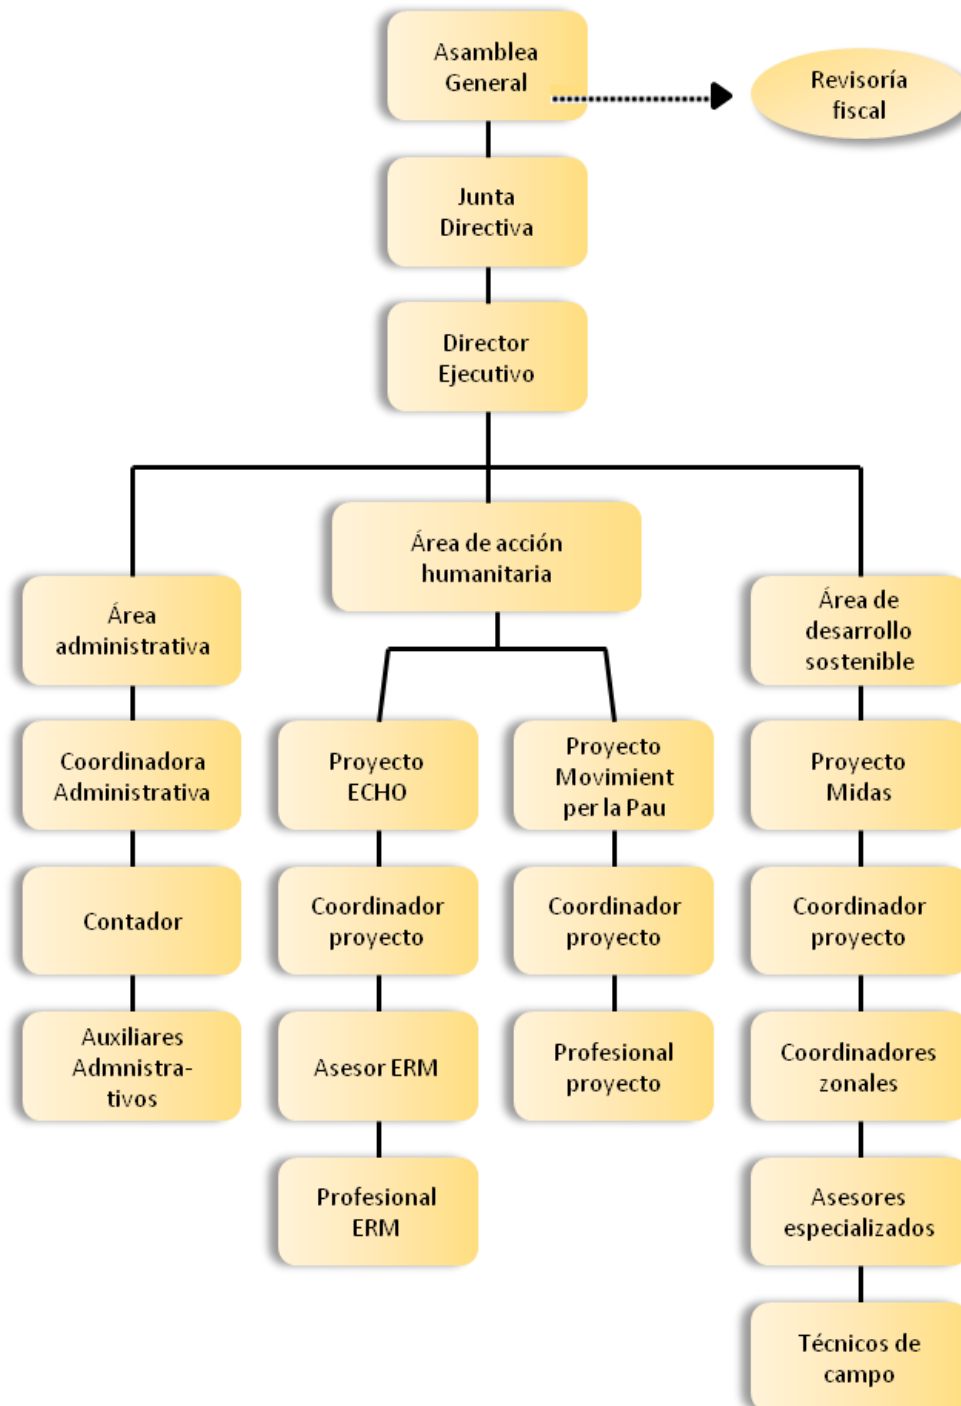 Asamblea
General
Revisoría
fiscal
Junta
Directiva
Director
Ejecutivo
Área de acción
humanitaria
Área
administrativa
Área de
desarrollo
sostenible
Coordinadora
Administrativa
Proyecto
ECHO
Proyecto
Moviment
per la Pau
Proyecto
Midas
Contador
Coordinador
proyecto
Coordinador
proyecto
Coordinador
proyecto
Auxiliares
Admnistra-
tivos
Asesor ERM
Profesional
proyecto
Coordinadores
zonales
Profesional
ERM
Asesores
especializados
Técnicos de
campo